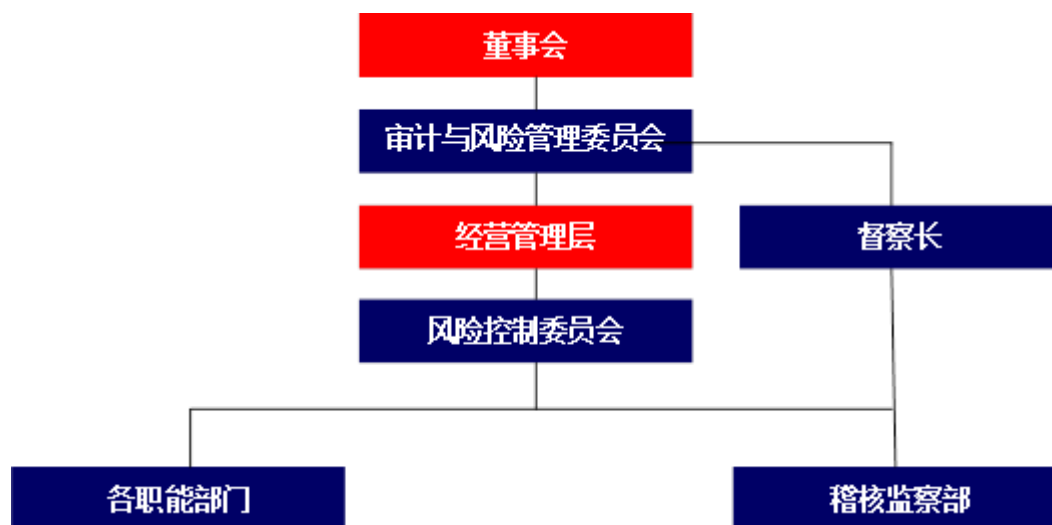 董事会
审计与风险管理委员会
经营管理层
督察长
风险控制委员会
各职能部门
稽核监察部